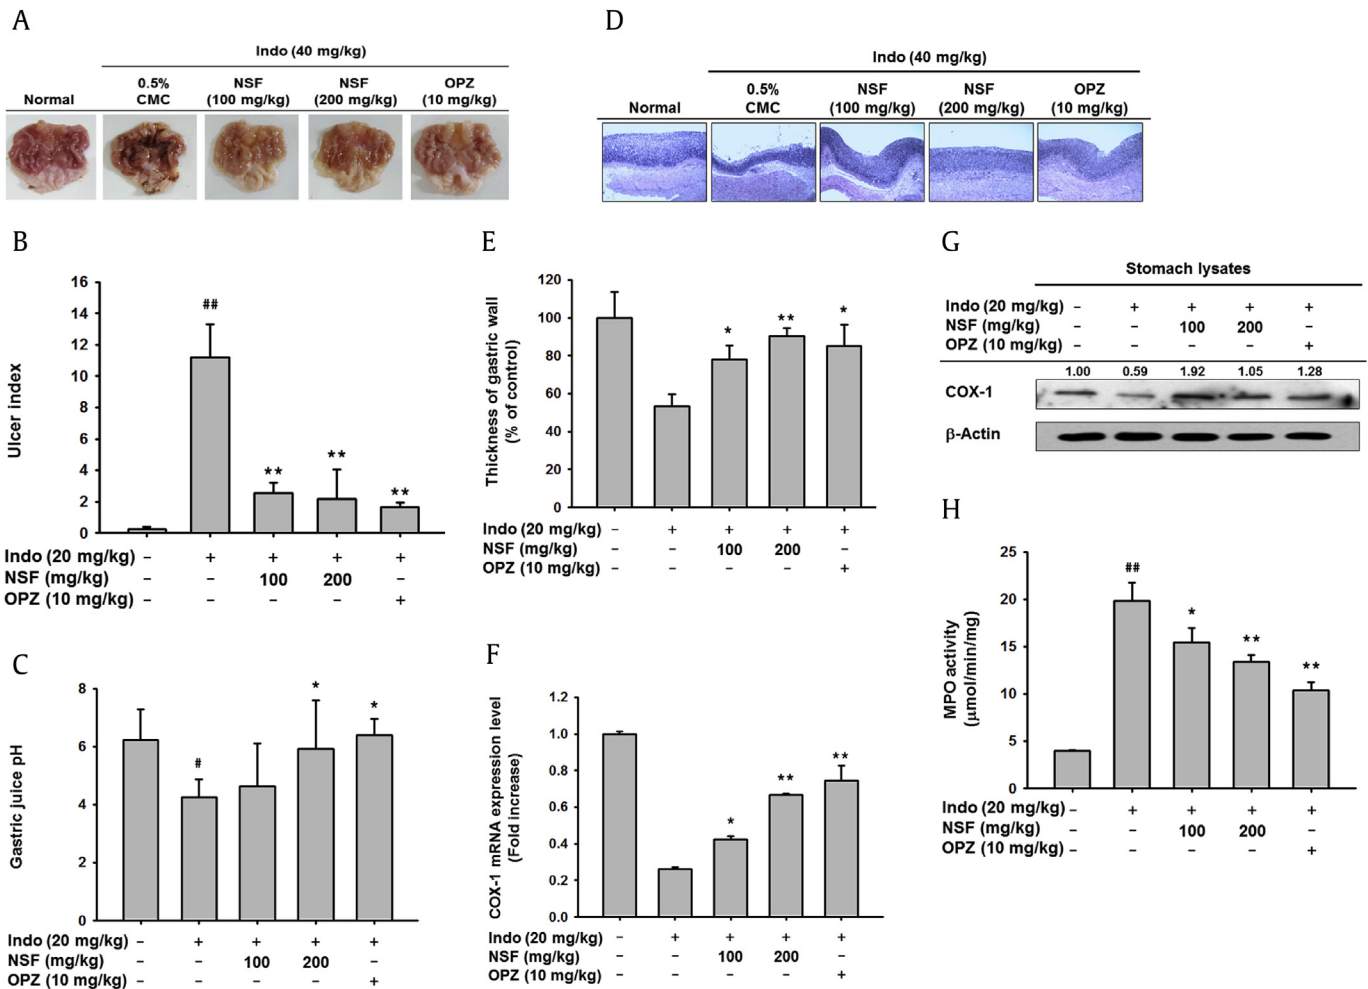 A
Indo (40 mg/kg)
Normal
0.5%
CMC
NSF
(100 mg/kg)
NSF
(200 mg/kg)
OPZ
(10 mg/kg)
B
16
14
12
10
8
6
4
2
0
Ulcer index
##
**
**
**
Indo (20 mg/kg) – + + + +
NSF (mg/kg) – – 100 200 –
OPZ (10 mg/kg) – – – – +
C
8
6
4
2
0
Gastric juice pH
#
*
*
Indo (20 mg/kg) – + + + +
NSF (mg/kg) – – 100 200 –
OPZ (10 mg/kg) – – – – +
D
Indo (40 mg/kg)
Normal
0.5%
CMC
NSF
(100 mg/kg)
NSF
(200 mg/kg)
OPZ
(10 mg/kg)
E
120
100
80
60
40
20
0
Thickness of gastric wall
(% of control)
*
**
*
Indo (20 mg/kg) – + + + +
NSF (mg/kg) – – 100 200 –
OPZ (10 mg/kg) – – – – +
F
1.2
1.0
0.8
0.6
0.4
0.2
0.0
COX-1 mRNA expression level
(Fold increase)
*
**
**
Indo (20 mg/kg) – + + + +
NSF (mg/kg) – – 100 200 –
OPZ (10 mg/kg) – – – – +
G
Stomach lysates
Indo (20 mg/kg) – + + + +
NSF (mg/kg) – – 100 200 –
OPZ (10 mg/kg) – – – – +
1.00 0.59 1.92 1.05 1.28
COX-1
β-Actin
H
25
20
15
10
5
0
MPO activity
(µmol/min/mg)
##
*
**
**
Indo (20 mg/kg) – + + + +
NSF (mg/kg) – – 100 200 –
OPZ (10 mg/kg) – – – – +